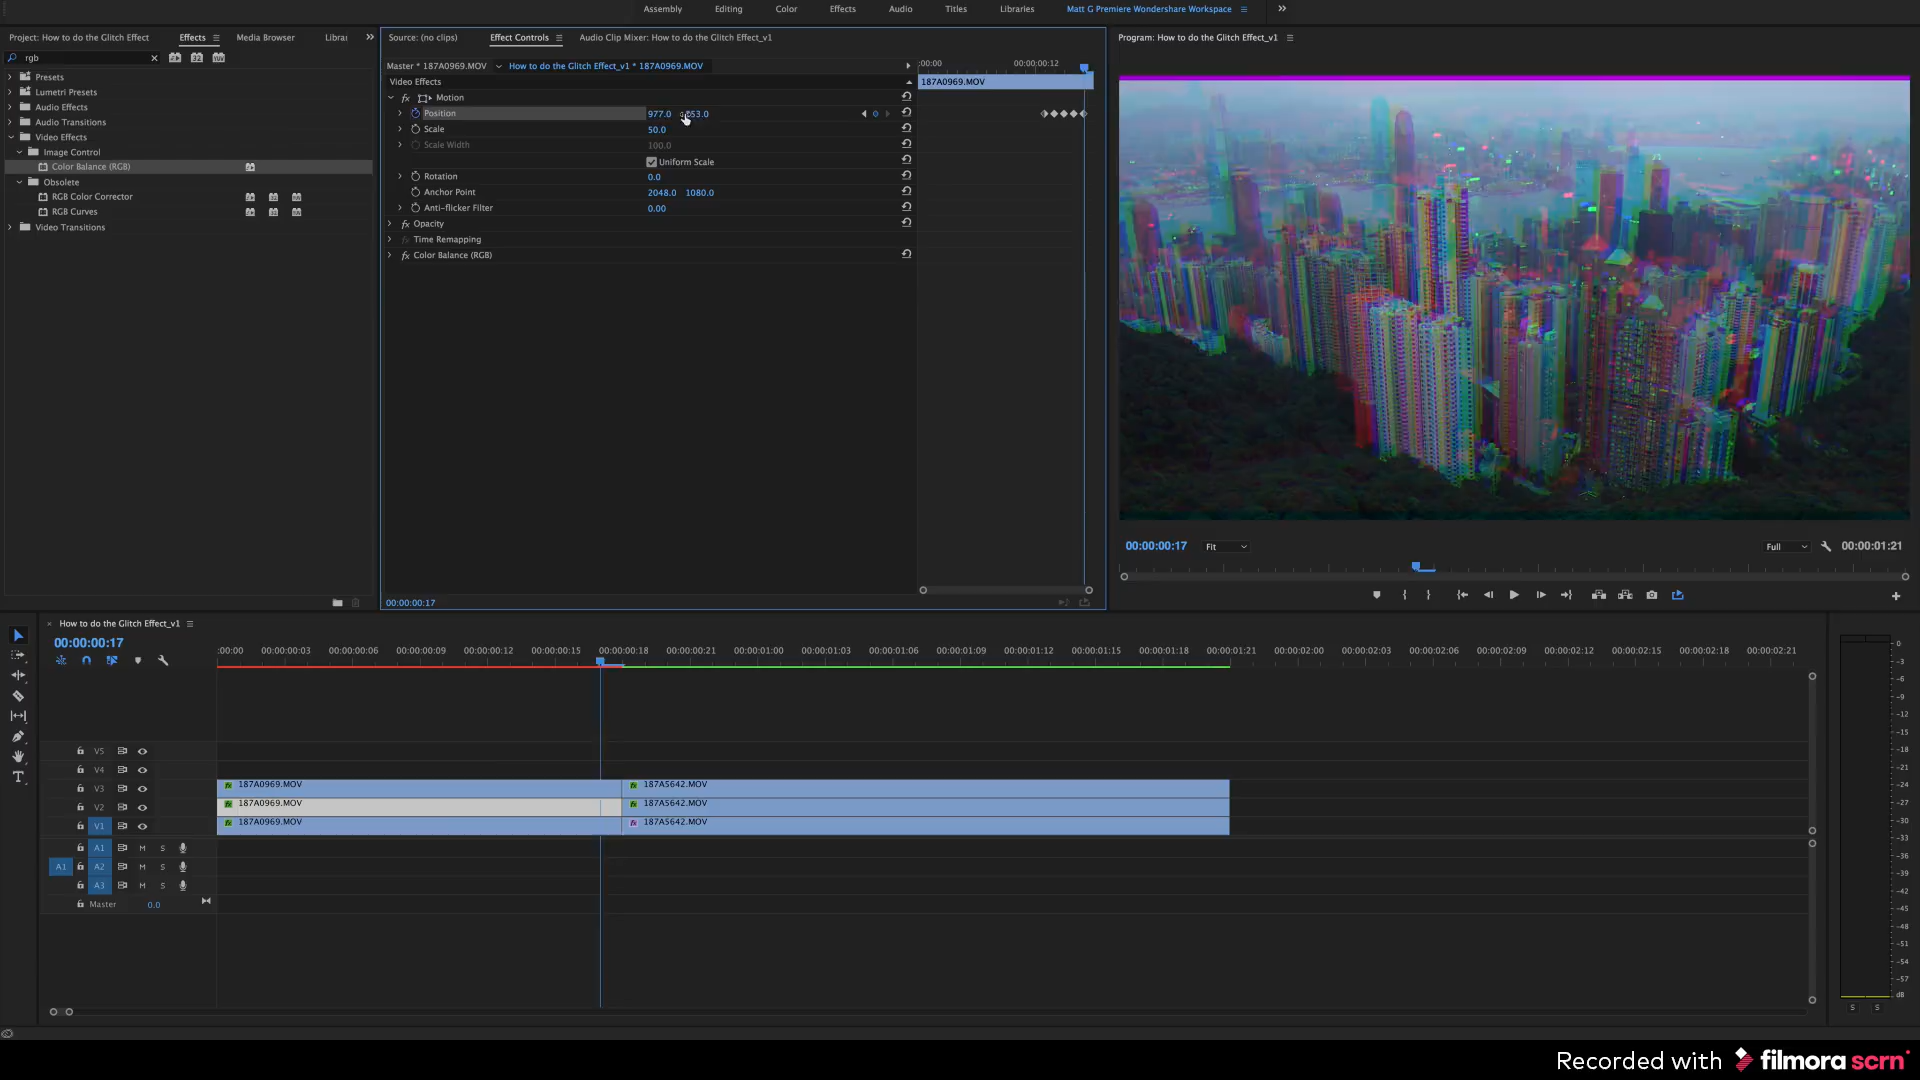 Assembly Editing Color Effects Audio Titles Libraries Matt G Premiere Wondershare Workspace
Project: How to do the Glitch Effect Effects Media Browser Librar
rgb
Presets
Lumetri Presets
Audio Effects
Audio Transitions
Video Effects
Image Control
Color Balance (RGB)
Obsolete
RGB Color Corrector
RGB Curves
Video Transitions
Source: (no clips) Effect Controls Audio Clip Mixer: How to do the Glitch Effect_v1
Master * 187A0969.MOV How to do the Glitch Effect_v1 * 187A0969.MOV :00:00 00:00:00:12
Video Effects 187A0969.MOV
fx Motion
Position 977.0 53.0
Scale 50.0
Scale Width 100.0
Uniform Scale
Rotation 0.0
Anchor Point 2048.0 1080.0
Anti-flicker Filter 0.00
fx Opacity
fx Time Remapping
fx Color Balance (RGB)
00:00:00:17
Program: How to do the Glitch Effect_v1
00:00:00:17 Fit Full 00:00:01:21
How to do the Glitch Effect_v1
00:00:00:17
:00:00 00:00:00:03 00:00:00:06 00:00:00:09 00:00:00:12 00:00:00:15 00:00:00:18 00:00:00:21 00:00:01:00 00:00:01:03 00:00:01:06 00:00:01:09 00:00:01:12 00:00:01:15 00:00:01:18 00:00:01:21 00:00:02:00 00:00:02:03 00:00:02:06 00:00:02:09 00:00:02:12 00:00:02:15 00:00:02:18 00:00:02:21
V5
V4
V3 fx 187A0969.MOV fx 187A5642.MOV
V2 fx 187A0969.MOV fx 187A5642.MOV
V1 fx 187A0969.MOV fx 187A5642.MOV
A1 M S
A1 A2 M S
A3 M S
Master 0.0
0
-3
-6
-9
-12
-15
-18
-21
-24
-27
-30
-33
-36
-39
-42
-45
-48
-51
-54
-57
dB
S S
Recorded with filmora scrn